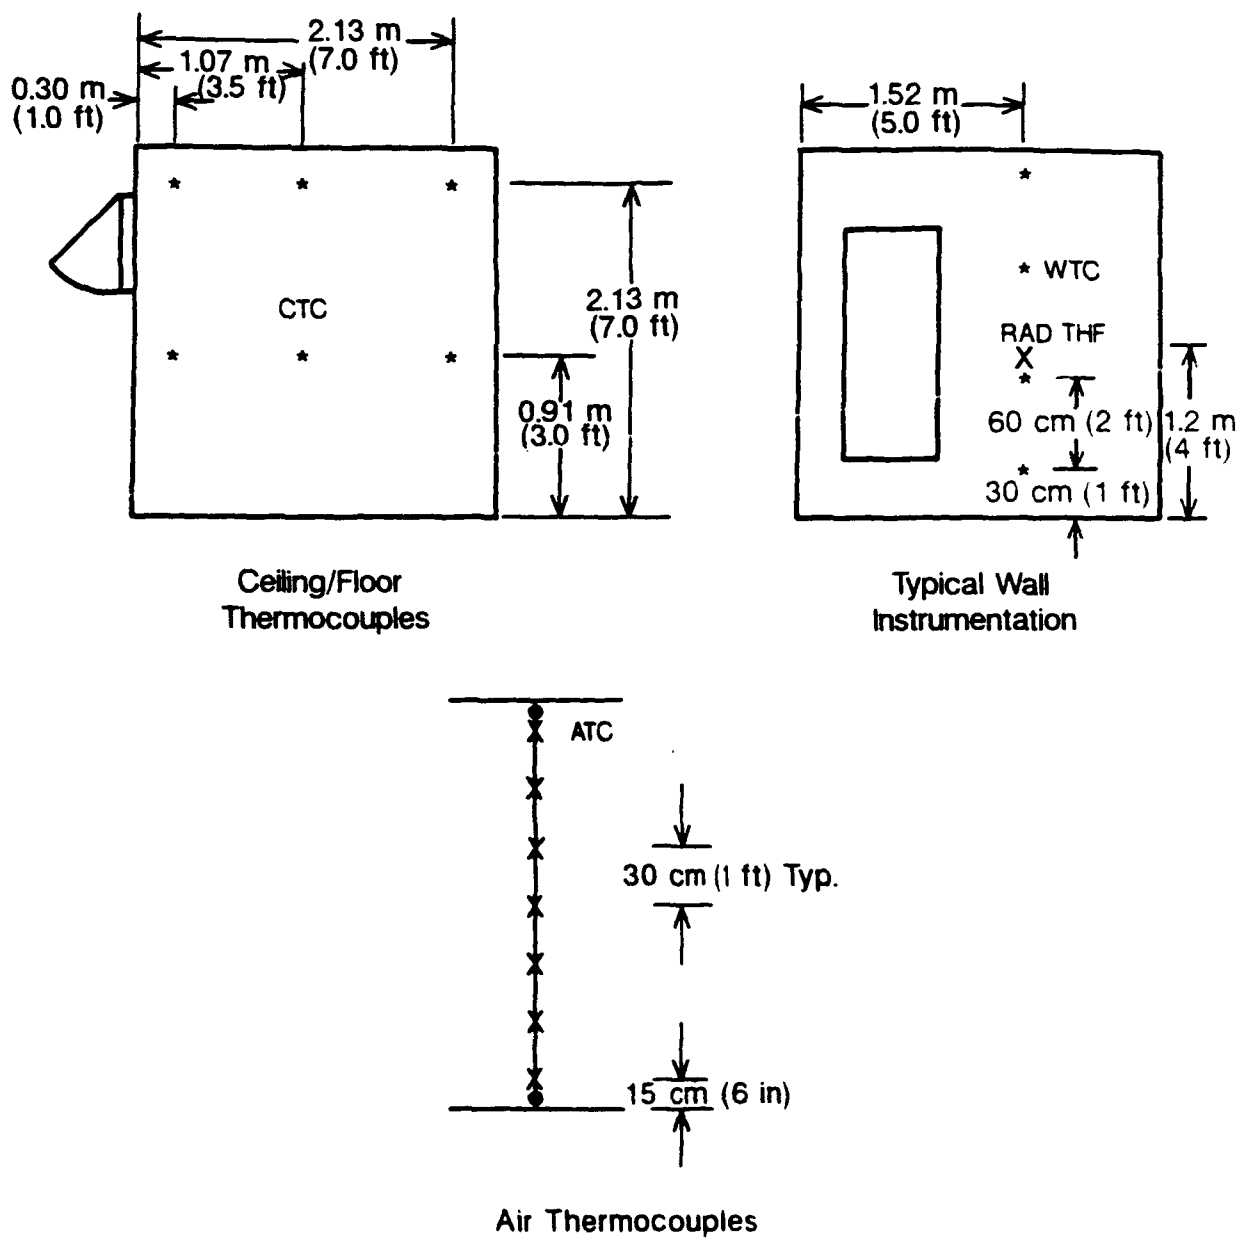 2.13 m
(7.0 ft)
1.07 m
(3.5 ft)
0.30 m
(1.0 ft)
CTC
2.13 m
(7.0 ft)
0.91 m
(3.0 ft)
Ceiling/Floor
Thermocouples
1.52 m
(5.0 ft)
WTC
RAD THF
X
60 cm (2 ft)
1.2 m
(4 ft)
30 cm (1 ft)
Typical Wall
Instrumentation
ATC
30 cm (1 ft) Typ.
15 cm (6 in)
Air Thermocouples